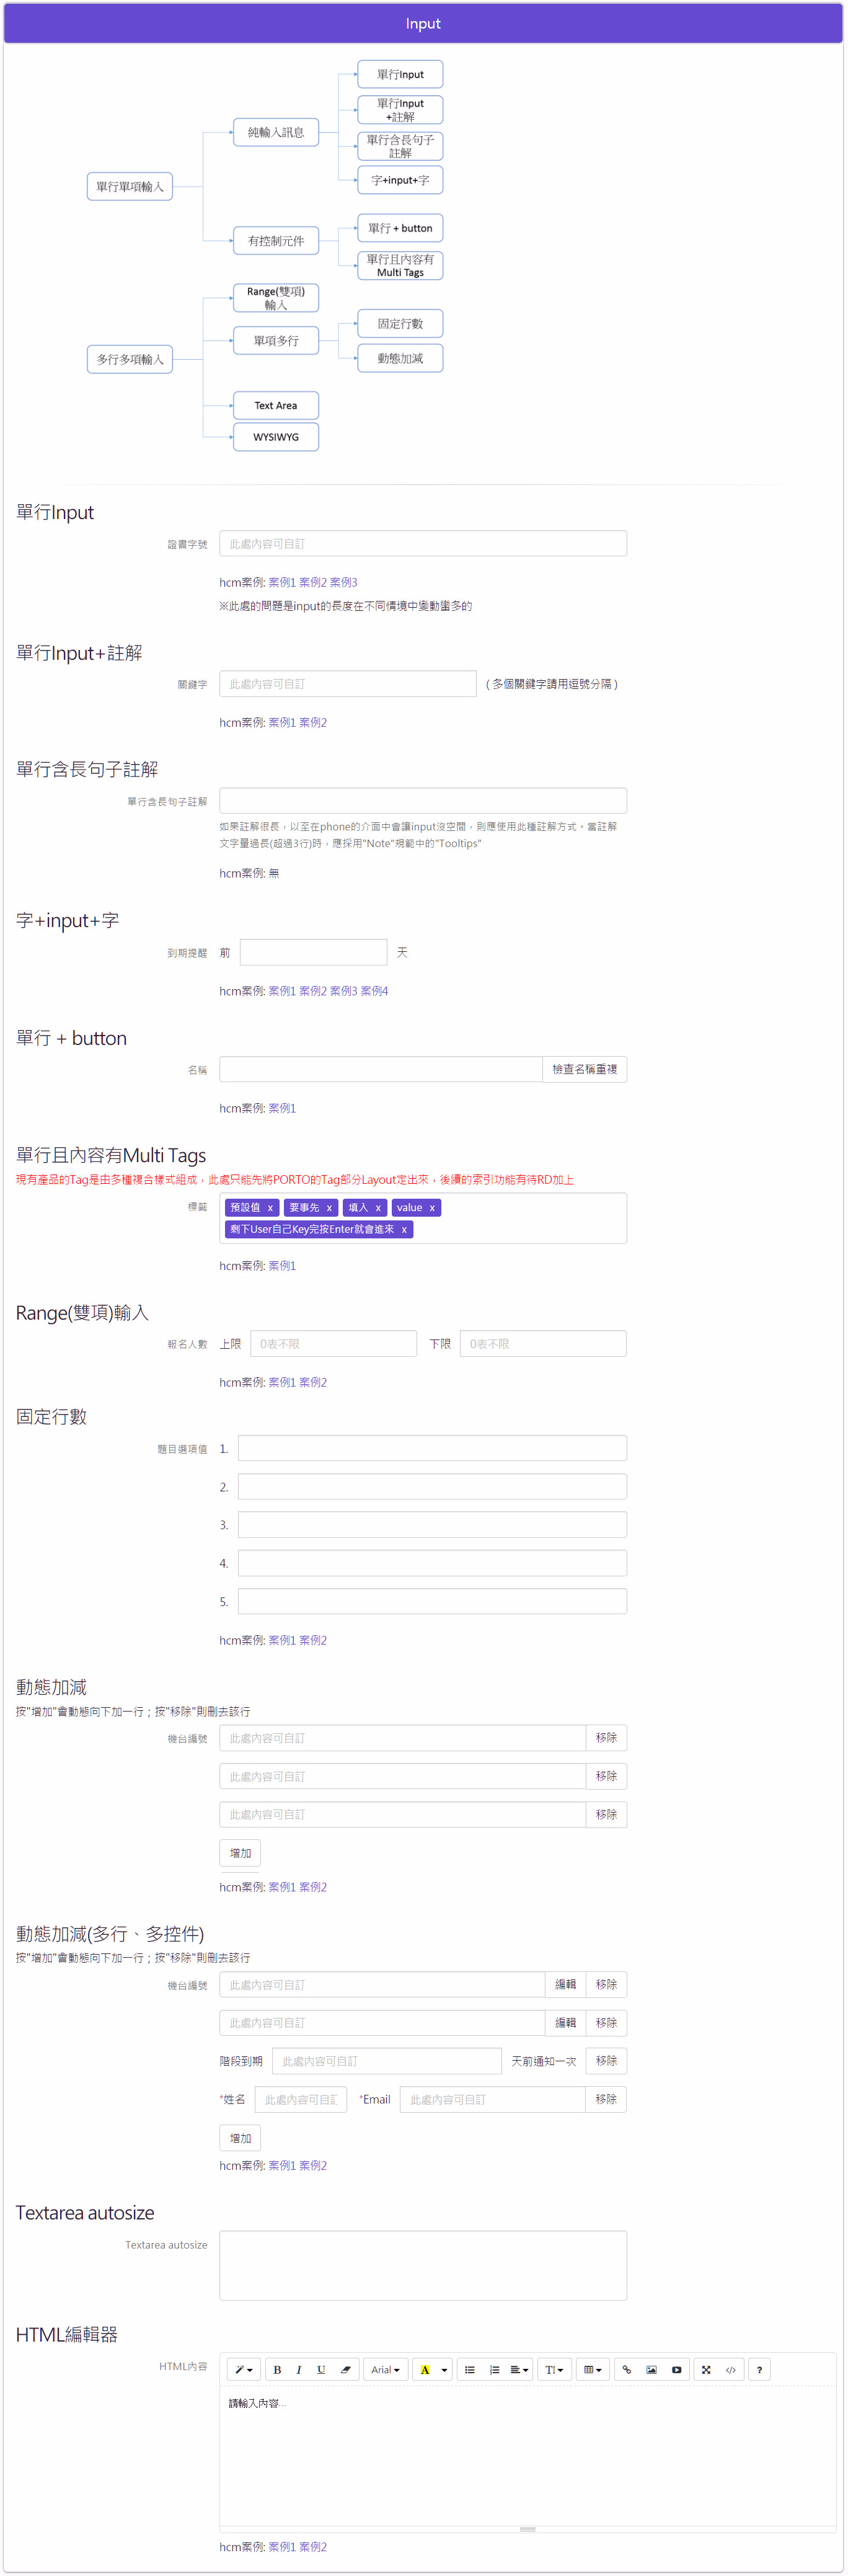 Input
單行單項輸入
純輸入訊息
單行Input
單行Input
+註解
單行含長句子
註解
字+input+字
有控制元件
單行 + button
單行且內容有
Multi Tags
多行多項輸入
Range(雙項)
輸入
單項多行
固定行數
動態加減
Text Area
WYSIWYG
單行Input
證書字號 此處內容可自訂
hcm案例: 案例1 案例2 案例3
※此處的問題是input的長度在不同情境中變動蠻多的
單行Input+註解
關鍵字 此處內容可自訂 ( 多個關鍵字請用逗號分隔 )
hcm案例: 案例1 案例2
單行含長句子註解
單行含長句子註解
如果註解很長，以至在phone的介面中會讓input沒空間，則應使用此種註解方式。當註解
文字量過長(超過3行)時，應採用"Note"規範中的"Tooltips"
hcm案例: 無
字+input+字
到期提醒 前 天
hcm案例: 案例1 案例2 案例3 案例4
單行 + button
名稱 檢查名稱重複
hcm案例: 案例1
單行且內容有Multi Tags
現有產品的Tag是由多種複合樣式組成，此處只能先將PORTO的Tag部分Layout定出來，後續的索引功能有待RD加上
標籤 預設值 x 要事先 x 填入 x value x
剩下User自己Key完按Enter就會進來 x
hcm案例: 案例1
Range(雙項)輸入
報名人數 上限 0表不限 下限 0表不限
hcm案例: 案例1 案例2
固定行數
題目選項值 1.
2.
3.
4.
5.
hcm案例: 案例1 案例2
動態加減
按"增加"會動態向下加一行；按"移除"則刪去該行
機台編號 此處內容可自訂 移除
此處內容可自訂 移除
此處內容可自訂 移除
增加
hcm案例: 案例1 案例2
動態加減(多行、多控件)
按"增加"會動態向下加一行；按"移除"則刪去該行
機台編號 此處內容可自訂 編輯 移除
此處內容可自訂 編輯 移除
階段到期 此處內容可自訂 天前通知一次 移除
*姓名 此處內容可自訂 *Email 此處內容可自訂 移除
增加
hcm案例: 案例1 案例2
Textarea autosize
Textarea autosize
HTML編輯器
HTML內容 B I U Arial A TI </> ?
請輸入內容...
hcm案例: 案例1 案例2